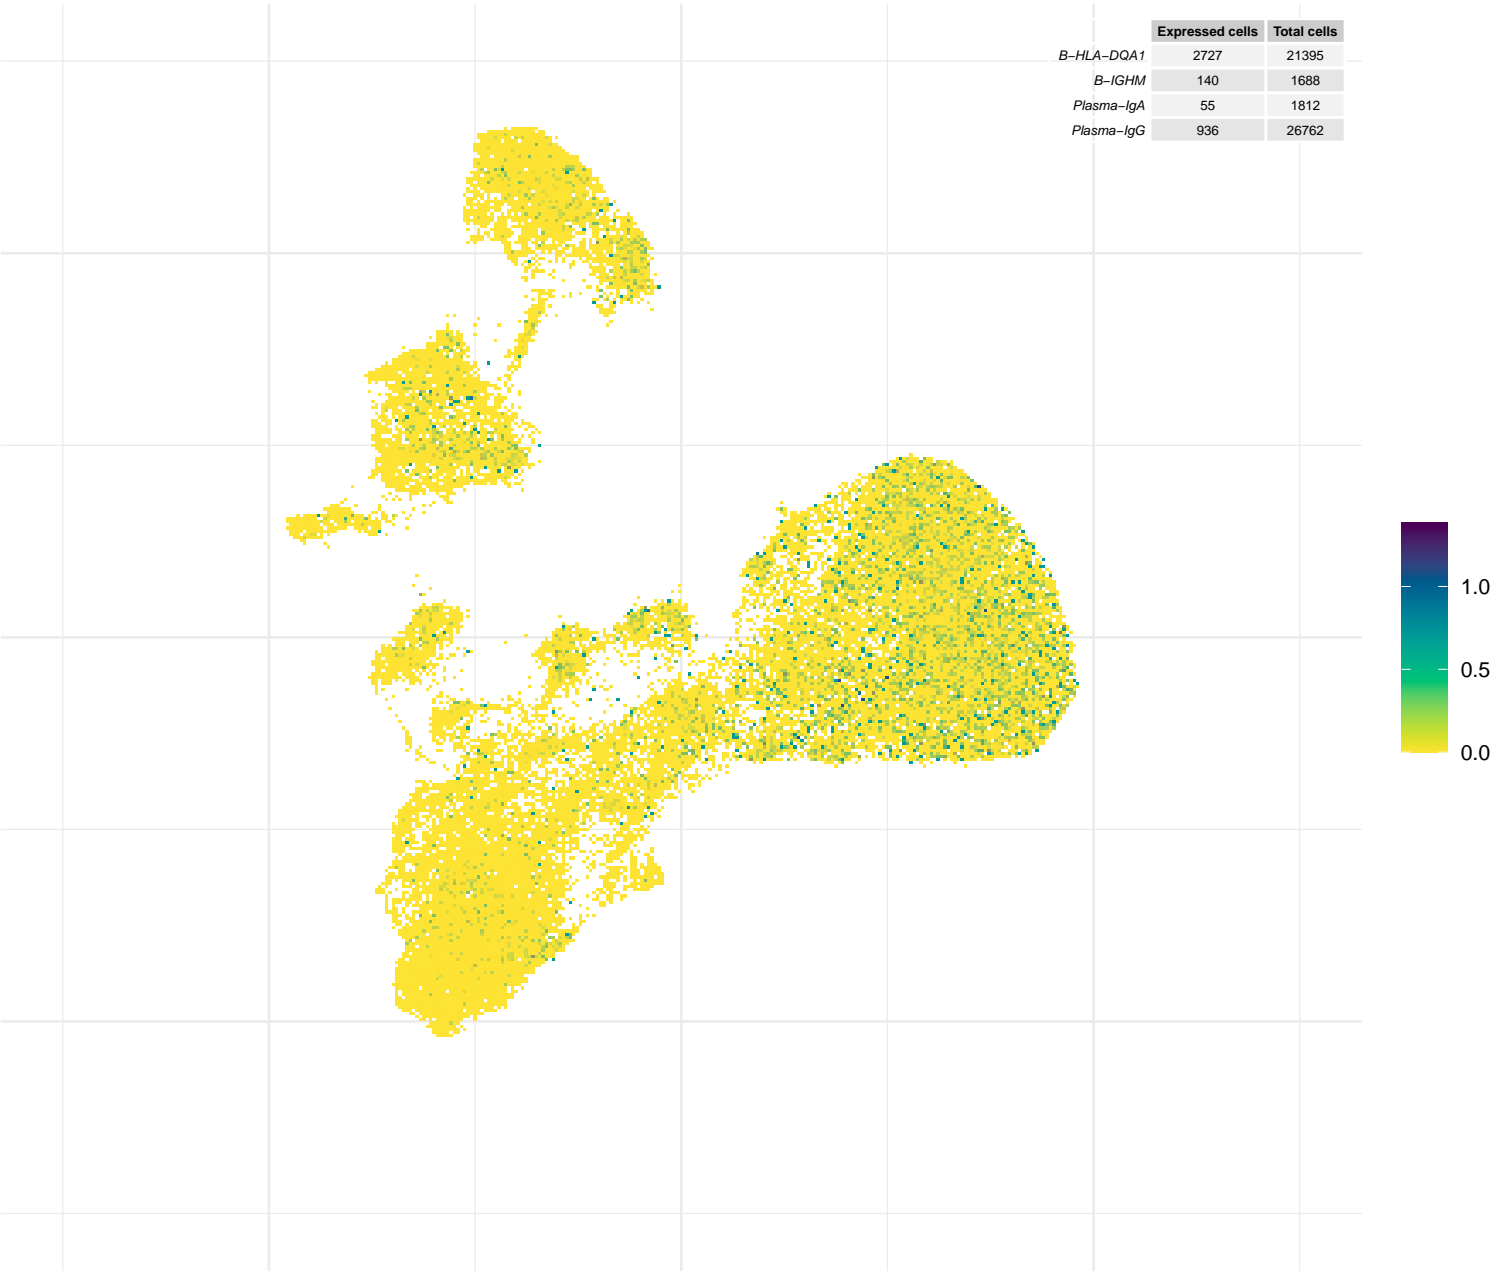 Expressed cells Total cells
B−HLA−DQA1 2727 21395
B−IGHM 140 1688
Plasma−IgA 55 1812
Plasma−IgG 936 26762
1.0
0.5
0.0